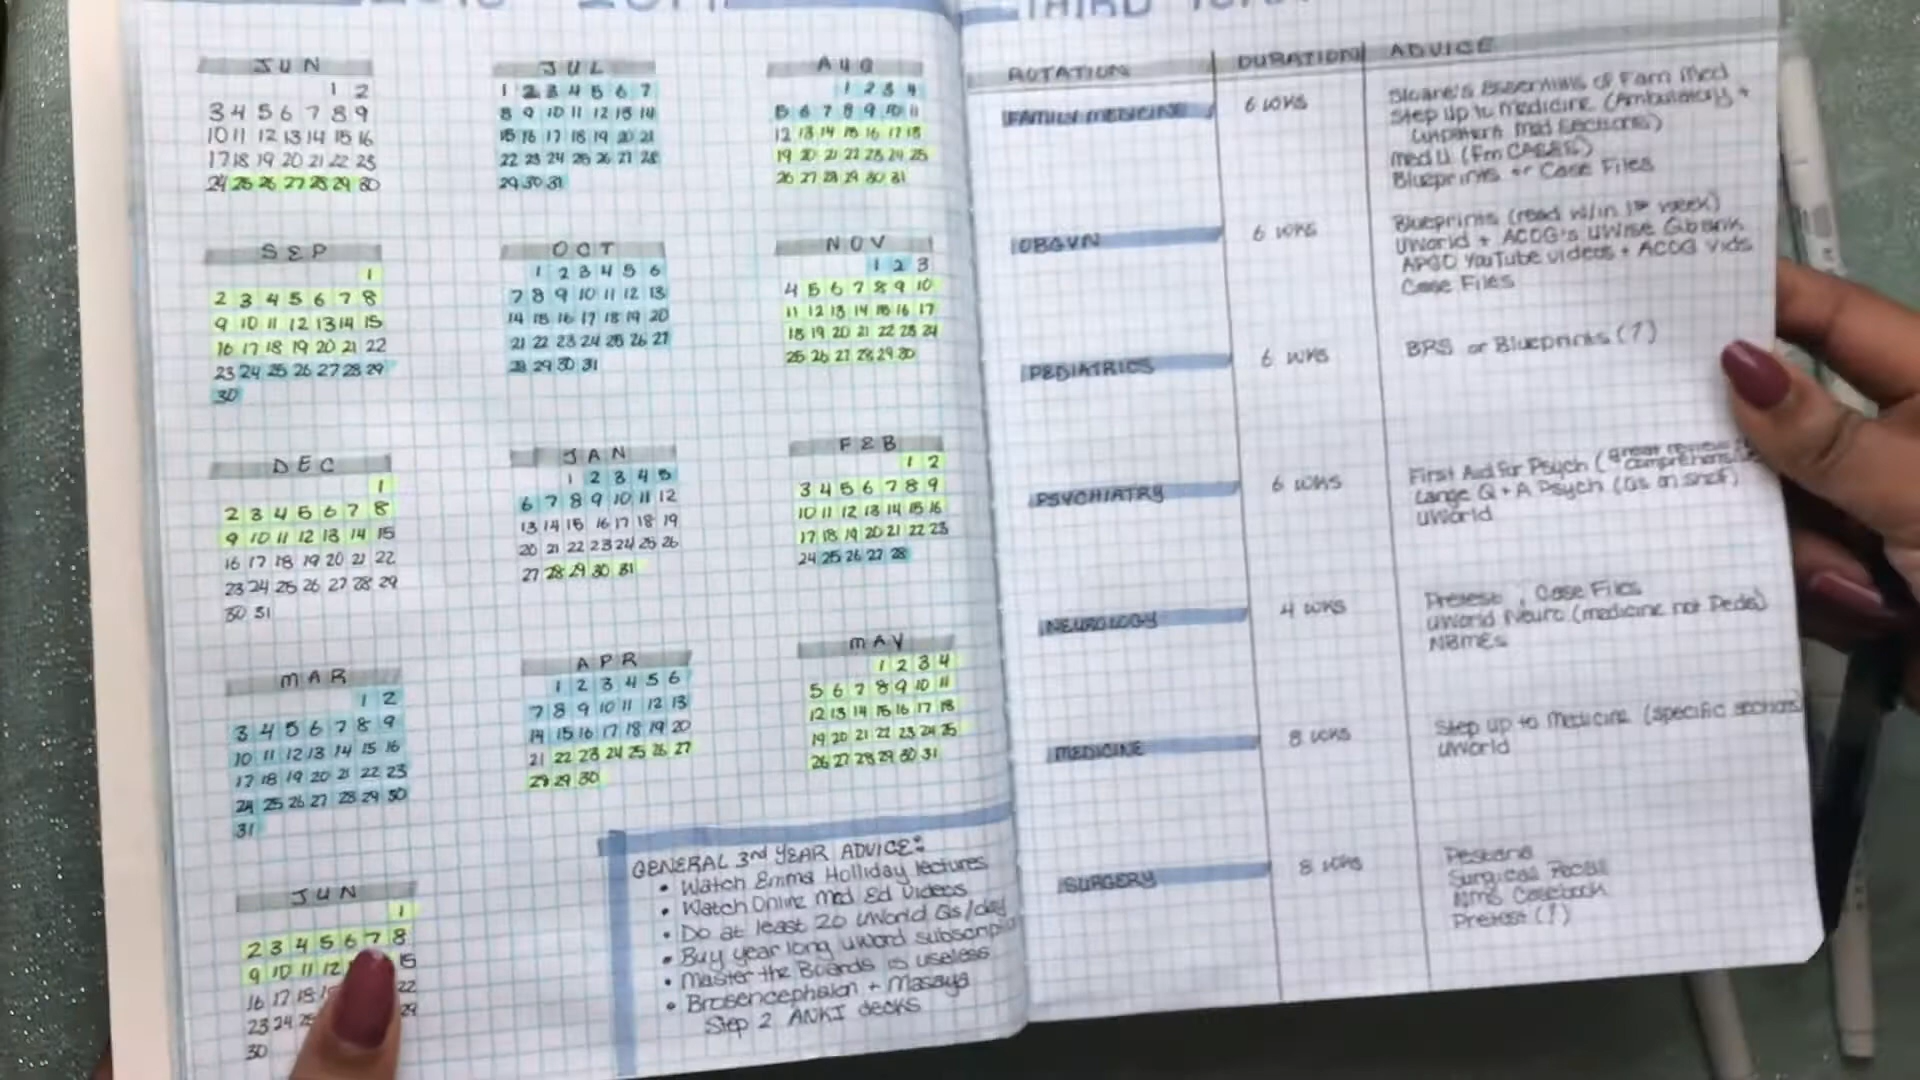 JUN
1 2
3 4 5 6 7 8 9
10 11 12 13 14 15 16
17 18 19 20 21 22 23
24 25 26 27 28 29 30
JUL
1 2 3 4 5 6 7
8 9 10 11 12 13 14
15 16 17 18 19 20 21
22 23 24 25 26 27 28
29 30 31
AUG
1 2 3 4
5 6 7 8 9 10 11
12 13 14 15 16 17 18
19 20 21 22 23 24 25
26 27 28 29 30 31
SEP
1
2 3 4 5 6 7 8
9 10 11 12 13 14 15
16 17 18 19 20 21 22
23 24 25 26 27 28 29
30
OCT
1 2 3 4 5 6
7 8 9 10 11 12 13
14 15 16 17 18 19 20
21 22 23 24 25 26 27
28 29 30 31
NOV
1 2 3
4 5 6 7 8 9 10
11 12 13 14 15 16 17
18 19 20 21 22 23 24
25 26 27 28 29 30
DEC
1
2 3 4 5 6 7 8
9 10 11 12 13 14 15
16 17 18 19 20 21 22
23 24 25 26 27 28 29
30 31
JAN
1 2 3 4 5
6 7 8 9 10 11 12
13 14 15 16 17 18 19
20 21 22 23 24 25 26
27 28 29 30 31
FEB
1 2
3 4 5 6 7 8 9
10 11 12 13 14 15 16
17 18 19 20 21 22 23
24 25 26 27 28
MAR
1 2
3 4 5 6 7 8 9
10 11 12 13 14 15 16
17 18 19 20 21 22 23
24 25 26 27 28 29 30
31
APR
1 2 3 4 5 6
7 8 9 10 11 12 13
14 15 16 17 18 19 20
21 22 23 24 25 26 27
28 29 30
MAY
1 2 3 4
5 6 7 8 9 10 11
12 13 14 15 16 17 18
19 20 21 22 23 24 25
26 27 28 29 30 31
JUN
1
2 3 4 5 6 7 8
9 10 11 12 15
16 17 18 22
23 24 29
30
GENERAL 3rd YEAR ADVICE:
• Watch Emma Holliday lectures
• Watch Online Med Ed Videos
• Do at least 20 UWorld Qs/day
• Buy year long UWord
• Master the Boards is useless
• Brosencephalon + Masaya
Step 2 ANKI decks
THIRD
ROTATION DURATION ADVICE
FAMILY MEDICINE 6 WKS Sloane's Essentials of Fam Med
Step Up to Medicine (Ambulatory +
Outpatient Med Sections)
Med U (Fm CASES)
Blueprints or Case Files
OBGYN 6 WKS Blueprints (read w/in 1st week)
UWorld + ACOG's UWise Qbank
APGO YouTube videos + ACOG vids
Case Files
PEDIATRICS 6 WKS BRS or Blueprints (?)
PSYCHIATRY 6 WKS First Aid for Psych (great review
Lange Q + A Psych (Qs on shelf)
UWorld
NEUROLOGY 4 WKS Pretest, Case Files
UWorld Neuro (medicine not Peds)
NBMEs
MEDICINE 8 WKS Step up to Medicine (specific sections
UWorld
SURGERY 8 WKS Pestana
Surgical Recall
NMS Casebook
Pretest (?)